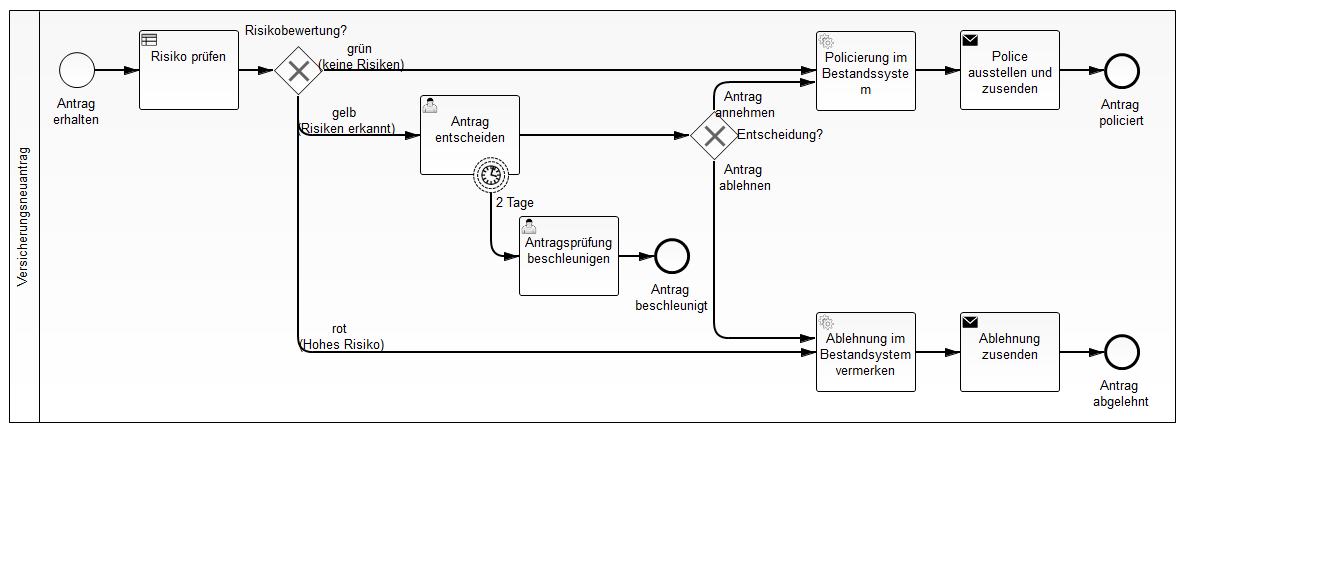 Versicherungsneuantrag
Antrag
erhalten
Risiko prüfen
Risikobewertung?
grün
(keine Risiken)
gelb
(Risiken erkannt)
rot
(Hohes Risiko)
Antrag
entscheiden
2 Tage
Antragsprüfung
beschleunigen
Antrag
beschleunigt
Entscheidung?
Antrag
annehmen
Antrag
ablehnen
Policierung im
Bestandssyste
m
Police
ausstellen und
zusenden
Antrag
policiert
Ablehnung im
Bestandsystem
vermerken
Ablehnung
zusenden
Antrag
abgelehnt